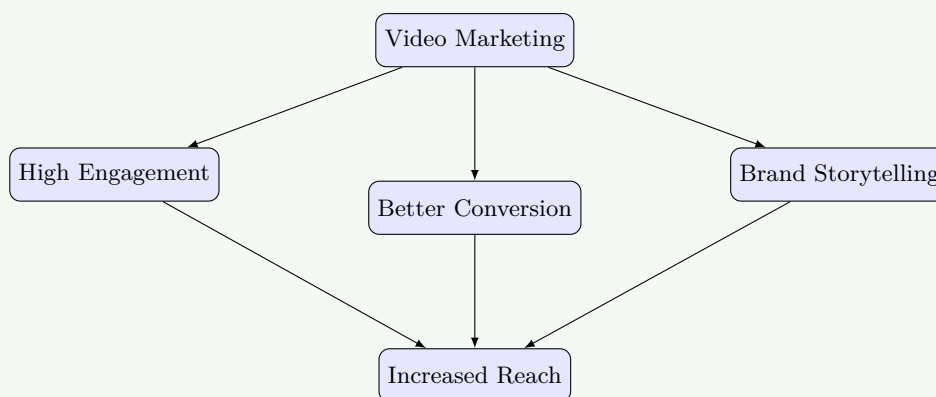 Video Marketing
High Engagement
Brand Storytelling
Better Conversion
Increased Reach